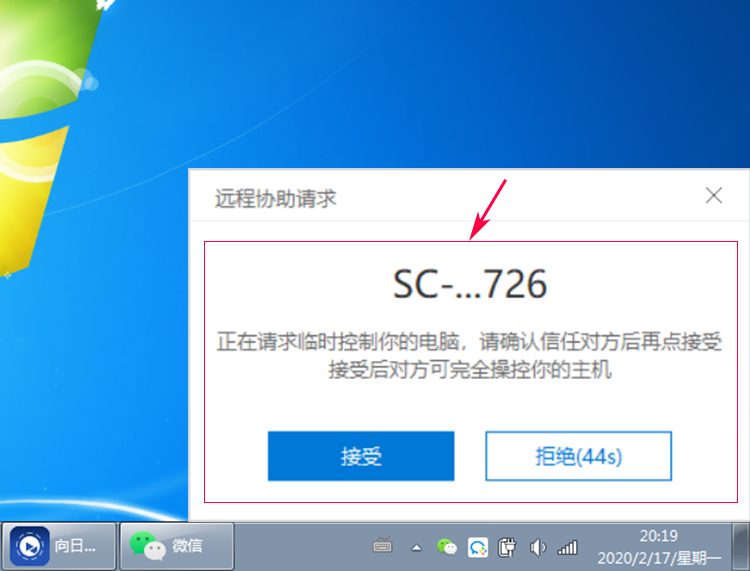 远程协助请求
SC-...726
正在请求临时控制你的电脑，请确认信任对方后再点接受
接受后对方可完全操控你的主机
接受
拒绝(44s)
向日...
微信
20:19
2020/2/17/星期一